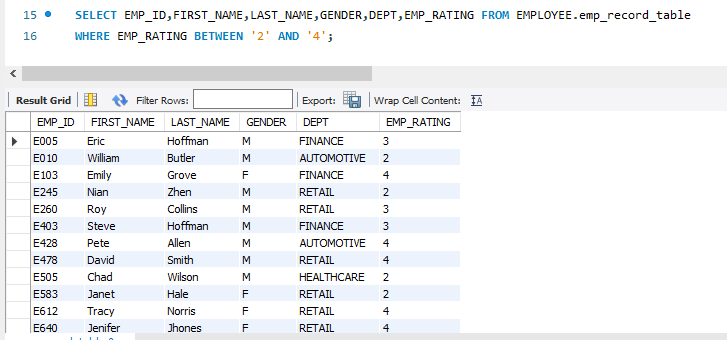 15 SELECT EMP_ID,FIRST_NAME,LAST_NAME,GENDER,DEPT,EMP_RATING FROM EMPLOYEE.emp_record_table
16 WHERE EMP_RATING BETWEEN '2' AND '4';
Result Grid Filter Rows: Export: Wrap Cell Content:
EMP_ID FIRST_NAME LAST_NAME GENDER DEPT EMP_RATING
E005 Eric Hoffman M FINANCE 3
E010 William Butler M AUTOMOTIVE 2
E103 Emily Grove F FINANCE 4
E245 Nian Zhen M RETAIL 2
E260 Roy Collins M RETAIL 3
E403 Steve Hoffman M FINANCE 3
E428 Pete Allen M AUTOMOTIVE 4
E478 David Smith M RETAIL 4
E505 Chad Wilson M HEALTHCARE 2
E583 Janet Hale F RETAIL 2
E612 Tracy Norris F RETAIL 4
E640 Jenifer Jhones F RETAIL 4